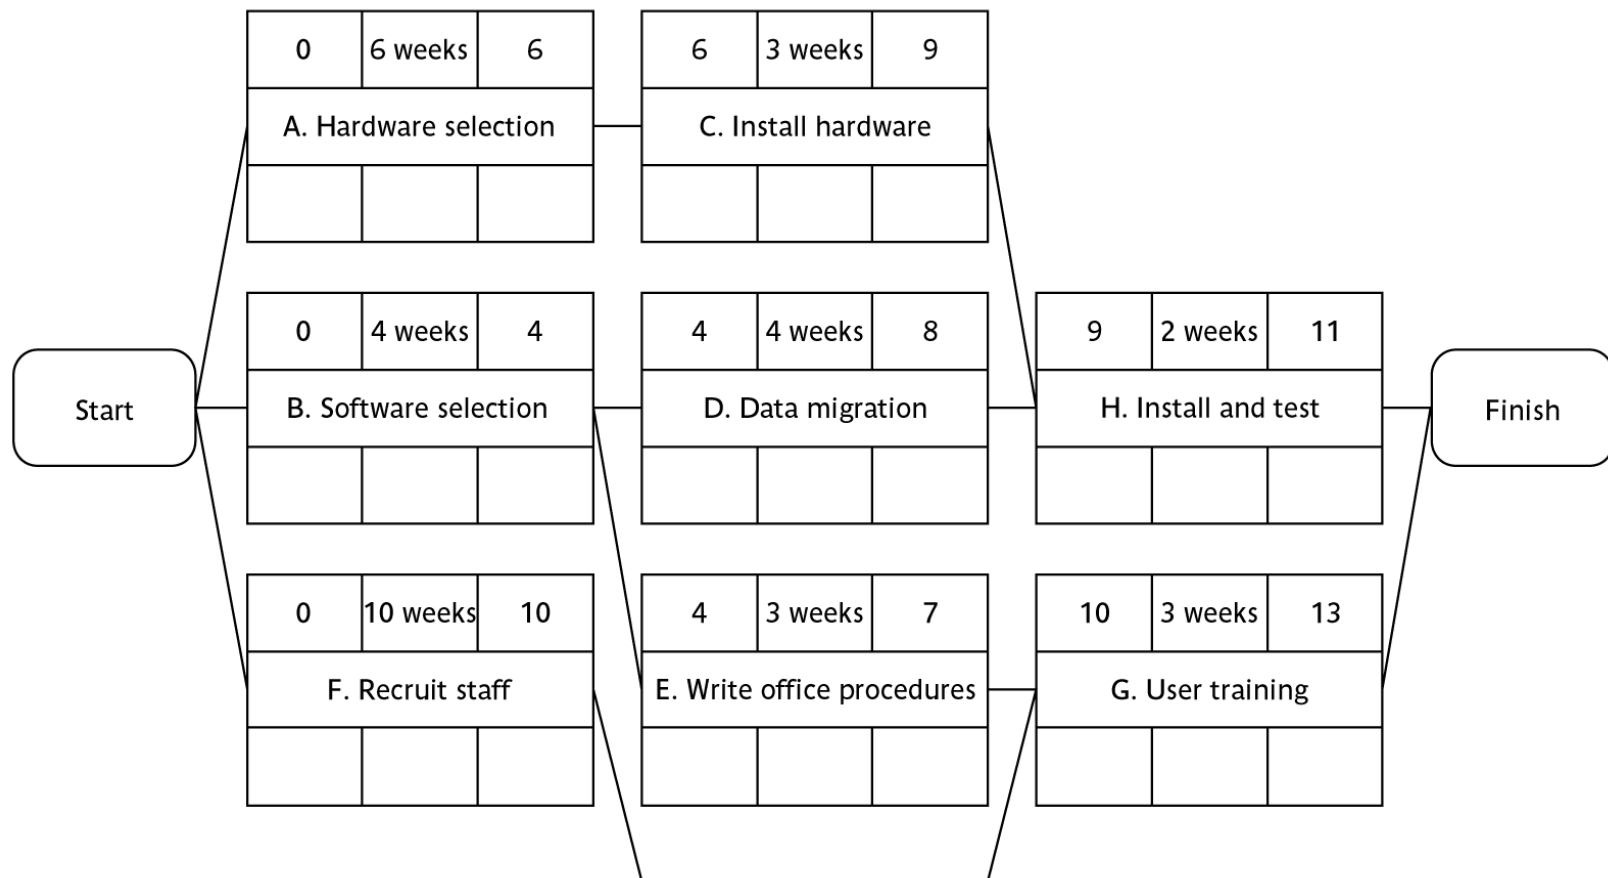 0 6 weeks 6
A. Hardware selection
6 3 weeks 9
C. Install hardware
Start
0 4 weeks 4
B. Software selection
4 4 weeks 8
D. Data migration
9 2 weeks 11
H. Install and test
Finish
0 10 weeks 10
F. Recruit staff
4 3 weeks 7
E. Write office procedures
10 3 weeks 13
G. User training